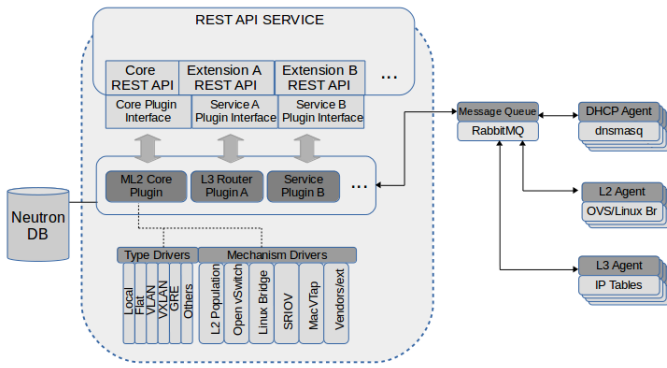 REST API SERVICE
Core
REST API
Extension A
REST API
Extension B
REST API
...
Core Plugin
Interface
Service A
Plugin Interface
Service B
Plugin Interface
ML2 Core
Plugin
L3 Router
Plugin A
Service
Plugin B
...
Neutron
DB
Type Drivers
Local
Flat
VLAN
VXLAN
GRE
Others
Mechanism Drivers
L2 Population
Open vSwitch
Linux Bridge
SRIOV
MacVTap
Vendors/ext
Message Queue
RabbitMQ
DHCP Agent
dnsmasq
L2 Agent
OVS/Linux Br
L3 Agent
IP Tables